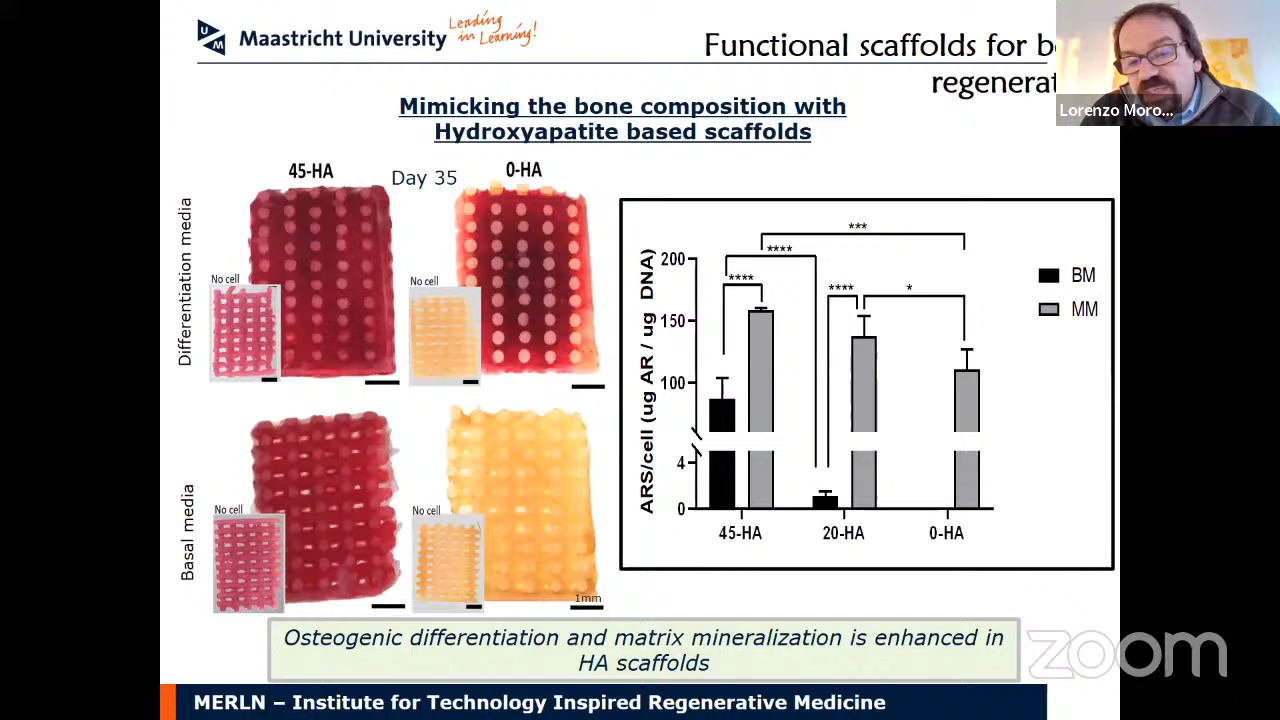 UM
Maastricht University
Leading
in Learning!
Functional scaffolds for b
regenerat
Lorenzo Moro...
Mimicking the bone composition with
Hydroxyapatite based scaffolds
45-HA
Day 35
0-HA
Differentiation media
No cell
No cell
Basal media
No cell
No cell
1mm
ARS/cell (ug AR / ug DNA)
200
150
100
4
0
***
****
****
****
*
BM
MM
45-HA
20-HA
0-HA
Osteogenic differentiation and matrix mineralization is enhanced in
HA scaffolds
zoom
MERLN – Institute for Technology Inspired Regenerative Medicine